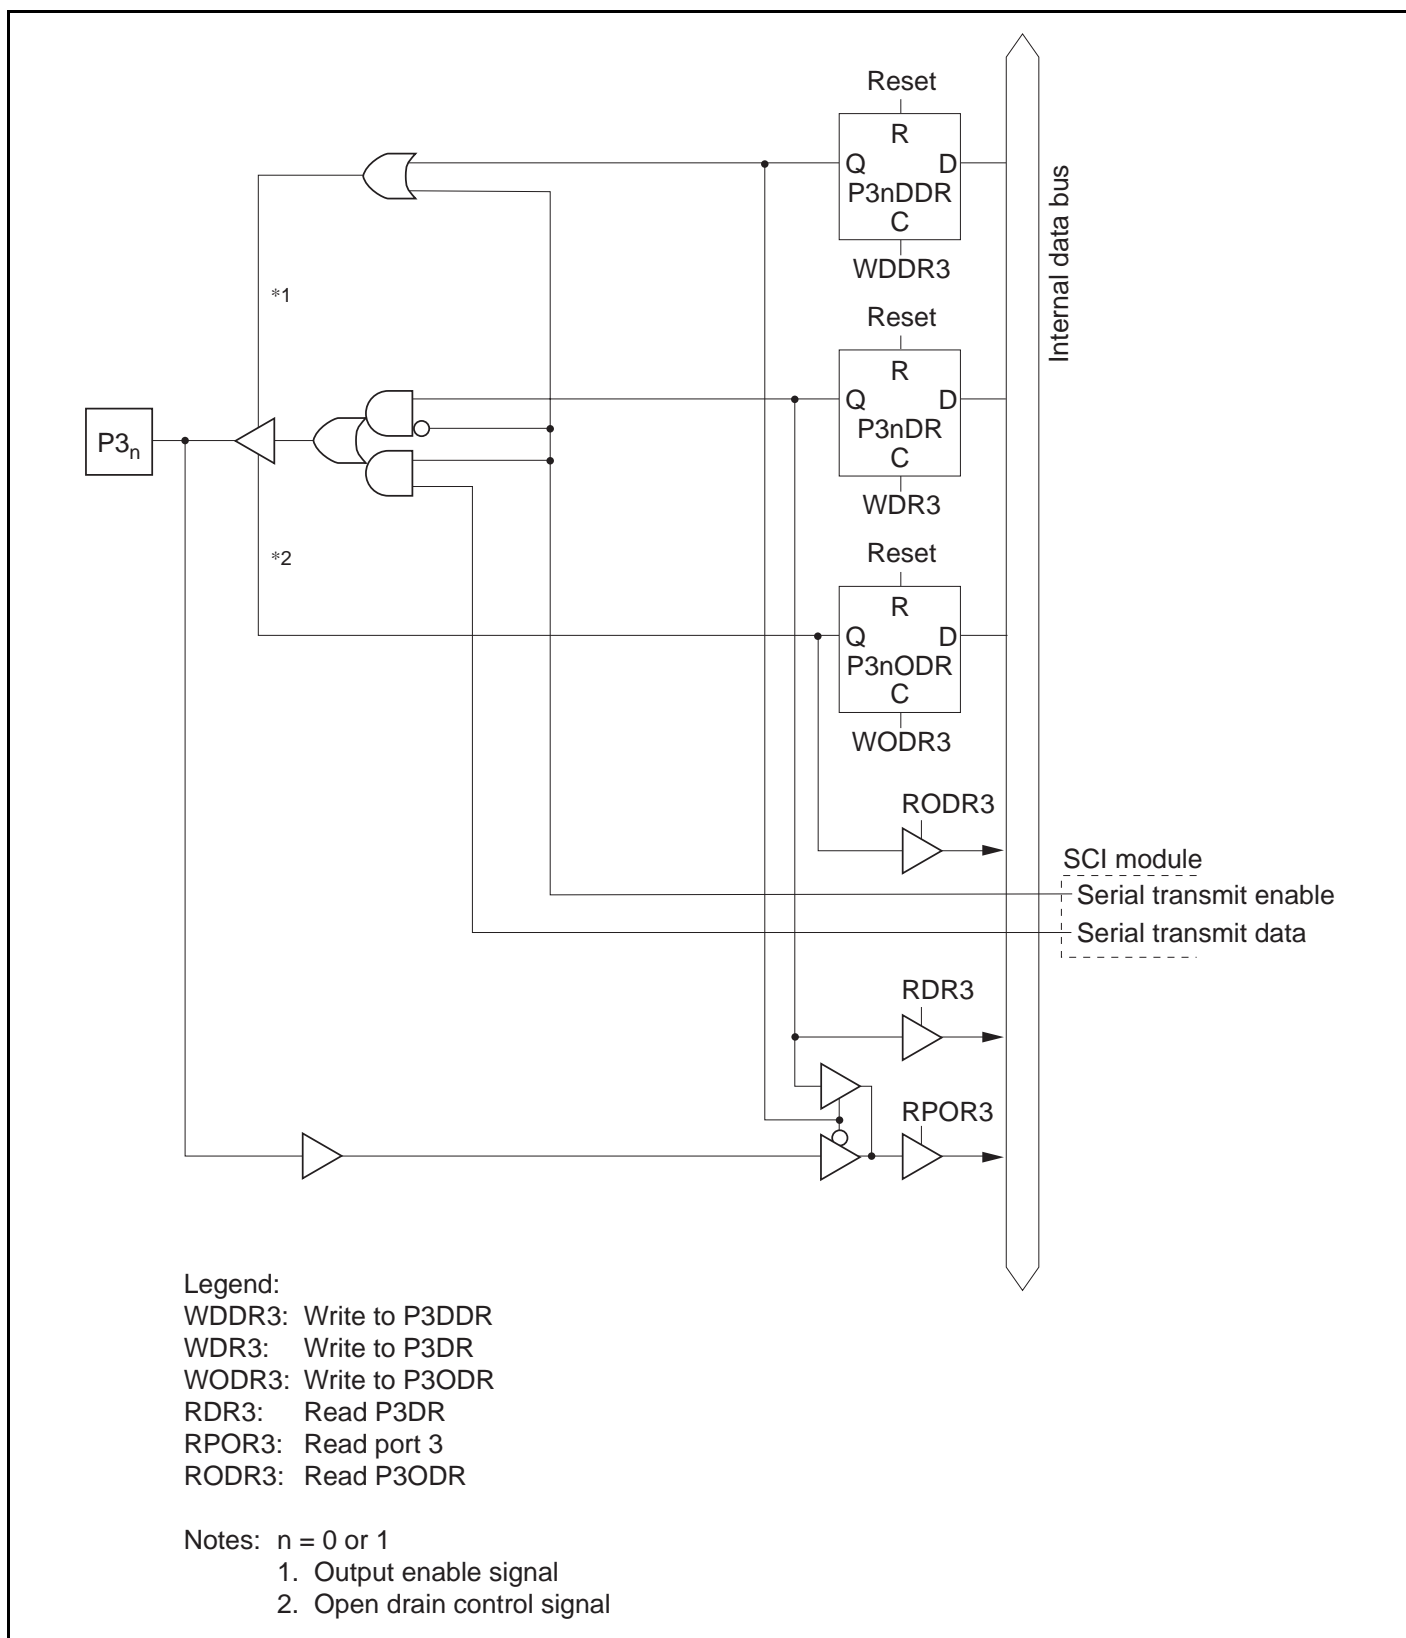 Reset
R
Q D
P3nDDR
C
WDDR3
Internal data bus
*1
Reset
R
Q D
P3nDR
C
WDR3
P3n
*2
Reset
R
Q D
P3nODR
C
WODR3
RODR3
SCI module
Serial transmit enable
Serial transmit data
RDR3
RPOR3
Legend:
WDDR3: Write to P3DDR
WDR3: Write to P3DR
WODR3: Write to P3ODR
RDR3: Read P3DR
RPOR3: Read port 3
RODR3: Read P3ODR
Notes: n = 0 or 1
1. Output enable signal
2. Open drain control signal